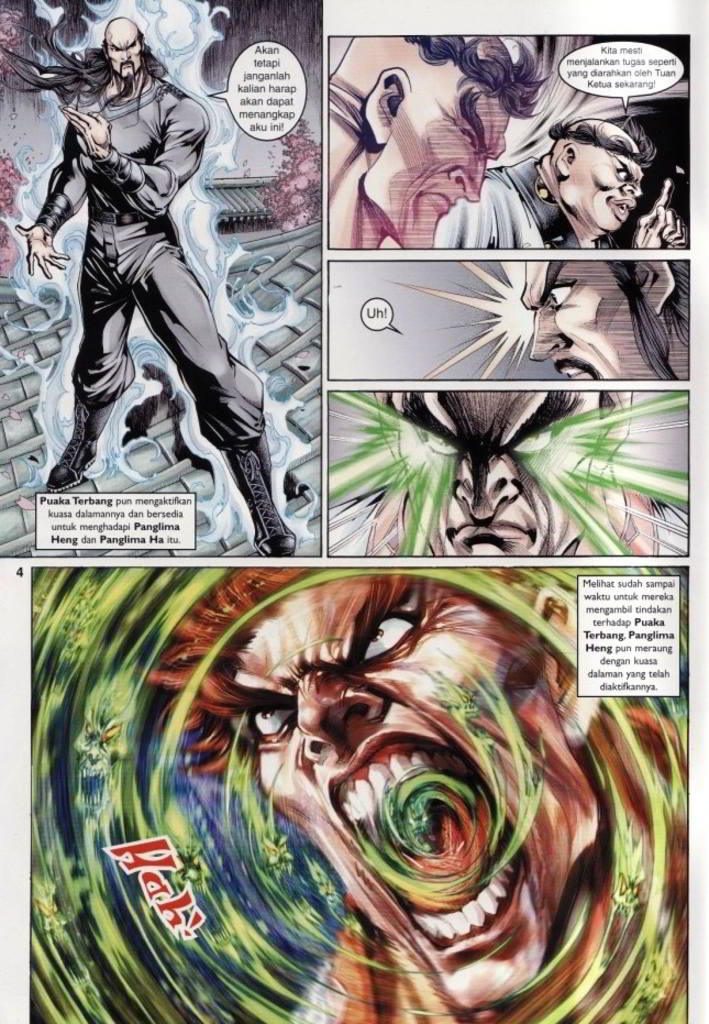 Akan
tetapi
janganlah
kalian harap
akan dapat
menangkap
aku ini!
Puaka Terbang pun mengaktifkan
kuasa dalamannya dan bersedia
untuk menghadapi Panglima
Heng dan Panglima Ha itu.
Kita mesti
menjalankan tugas seperti
yang diarahkan oleh Tuan
Ketua sekarang!
Uh!
4
Melihat sudah sampai
waktu untuk mereka
mengambil tindakan
terhadap Puaka
Terbang, Panglima
Heng pun meraung
dengan kuasa
dalaman yang telah
diaktifkannya.
Hah!